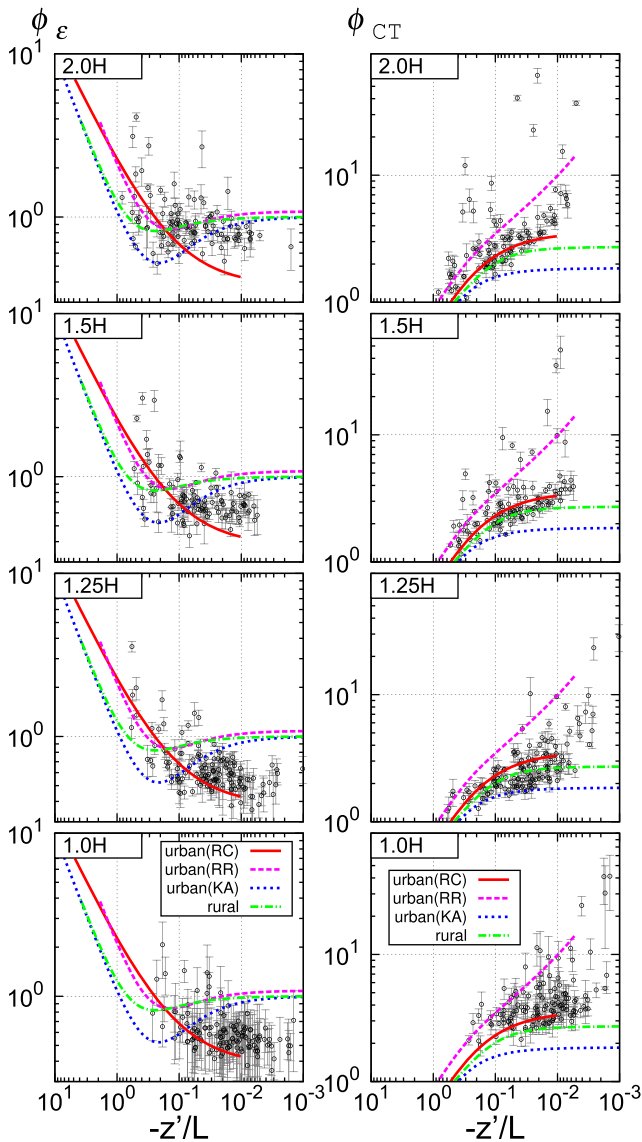 ϕ ε
ϕ CT
2.0H
10¹
10⁰
2.0H
10¹
10⁰
1.5H
10¹
10⁰
1.5H
10¹
10⁰
1.25H
10¹
10⁰
1.25H
10¹
10⁰
1.0H
10¹
10⁰
urban(RC)
urban(RR)
urban(KA)
rural
10¹ 10⁰ 10⁻¹ 10⁻² 10⁻³
-z'/L
1.0H
10¹
10⁰
urban(RC)
urban(RR)
urban(KA)
rural
10¹ 10⁰ 10⁻¹ 10⁻² 10⁻³
-z'/L